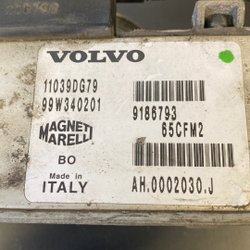 VOLVO
11039DG79
99W340201
9186793
65CFM2
MAGNETI
MARELLI
BO
Made in
ITALY
AH.0002030.J